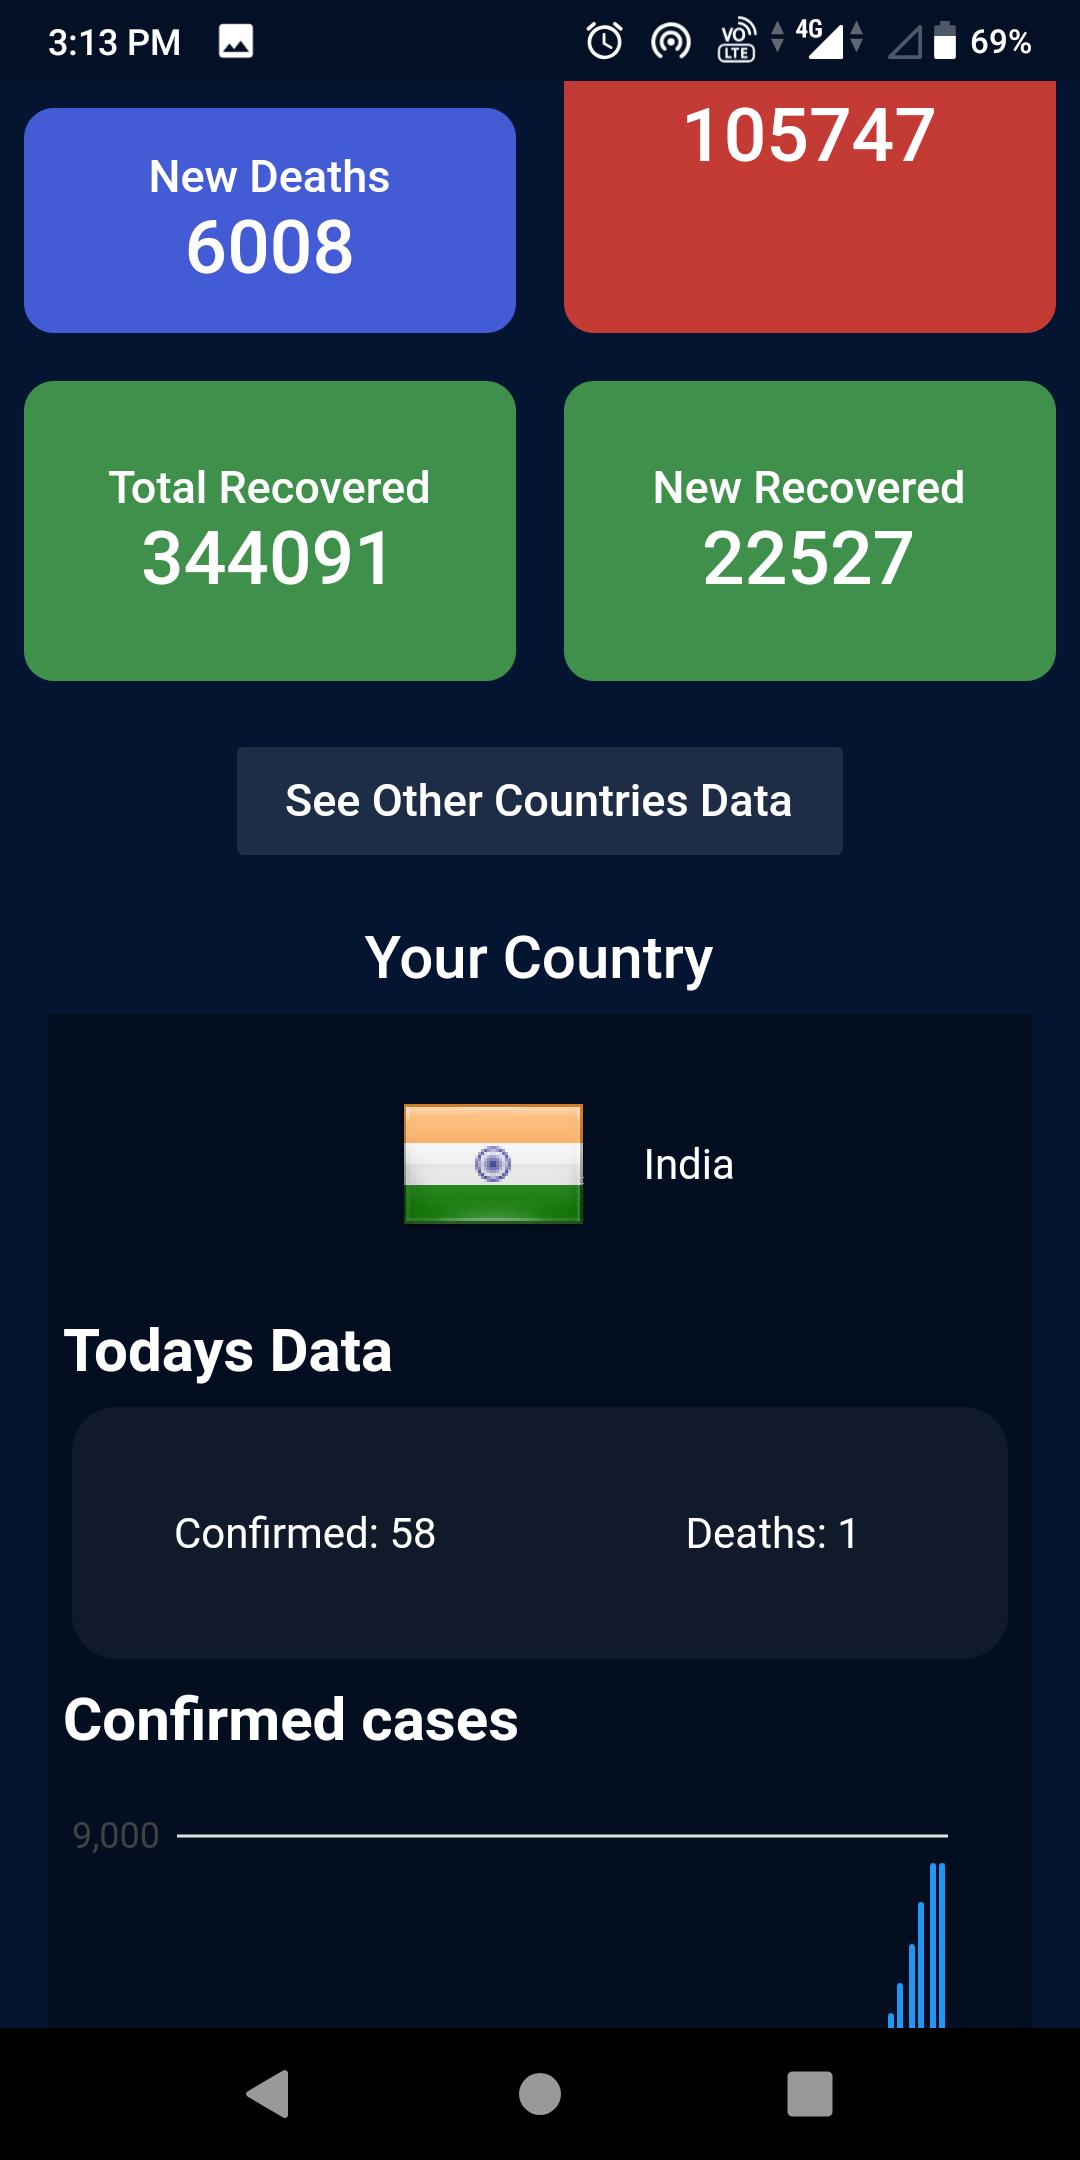 3:13 PM
VO LTE 4G 69%
105747
New Deaths
6008
Total Recovered
344091
New Recovered
22527
See Other Countries Data
Your Country
India
Todays Data
Confirmed: 58
Deaths: 1
Confirmed cases
9,000